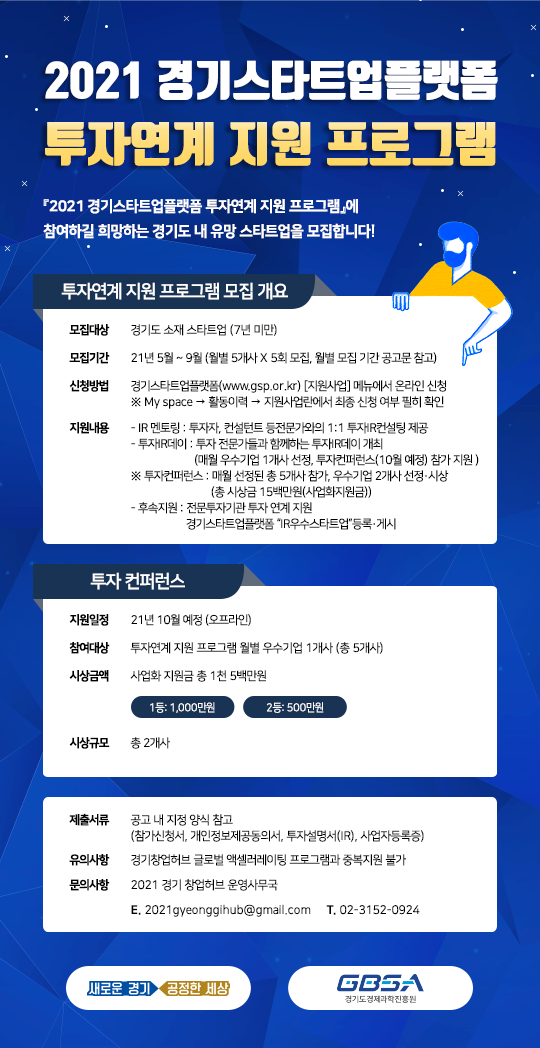 2021 경기스타트업플랫폼
투자연계 지원 프로그램
『2021 경기스타트업플랫폼 투자연계 지원 프로그램』에
참여하길 희망하는 경기도 내 유망 스타트업을 모집합니다!
투자연계 지원 프로그램 모집 개요
모집대상 경기도 소재 스타트업 (7년 미만)
모집기간 21년 5월 ~ 9월 (월별 5개사 X 5회 모집, 월별 모집 기간 공고문 참고)
신청방법 경기스타트업플랫폼(www.gsp.or.kr) [지원사업] 메뉴에서 온라인 신청
※ My space → 활동이력 → 지원사업란에서 최종 신청 여부 필히 확인
지원내용 - IR 멘토링 : 투자자, 컨설턴트 등전문가와의 1:1 투자IR컨설팅 제공
- 투자IR데이 : 투자 전문가들과 함께하는 투자IR데이 개최
(매월 우수기업 1개사 선정, 투자컨퍼런스(10월 예정) 참가 지원 )
※ 투자컨퍼런스 : 매월 선정된 총 5개사 참가, 우수기업 2개사 선정·시상
(총 시상금 15백만원(사업화지원금))
- 후속지원 : 전문투자기관 투자 연계 지원
경기스타트업플랫폼 “IR우수스타트업”등록·게시
투자 컨퍼런스
지원일정 21년 10월 예정 (오프라인)
참여대상 투자연계 지원 프로그램 월별 우수기업 1개사 (총 5개사)
시상금액 사업화 지원금 총 1천 5백만원
1등: 1,000만원 2등: 500만원
시상규모 총 2개사
제출서류 공고 내 지정 양식 참고
(참가신청서, 개인정보제공동의서, 투자설명서(IR), 사업자등록증)
유의사항 경기창업허브 글로벌 액셀러레이팅 프로그램과 중복지원 불가
문의사항 2021 경기 창업허브 운영사무국
E. 2021gyeonggihub@gmail.com T. 02-3152-0924
새로운 경기 공정한 세상 GBSA
경기도경제과학진흥원